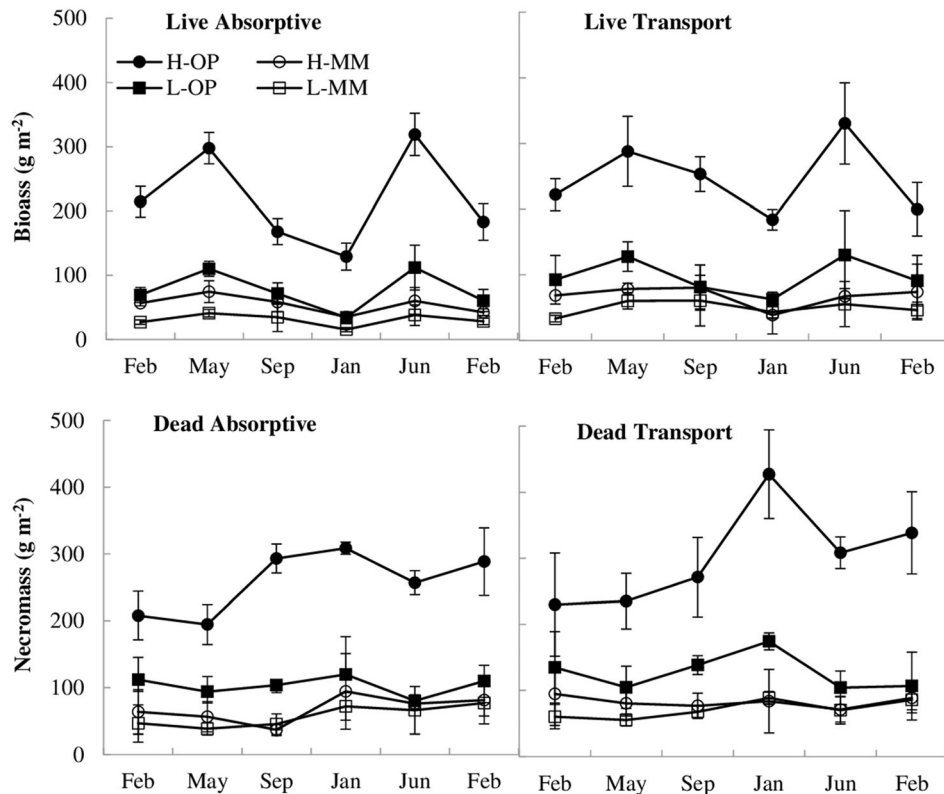 Live Absorptive
Live Transport
H-OP H-MM
L-OP L-MM
Bioass (g m⁻²)
500
400
300
200
100
0
Feb May Sep Jan Jun Feb
Feb May Sep Jan Jun Feb
Dead Absorptive
Dead Transport
Necromass (g m⁻²)
500
400
300
200
100
0
Feb May Sep Jan Jun Feb
Feb May Sep Jan Jun Feb